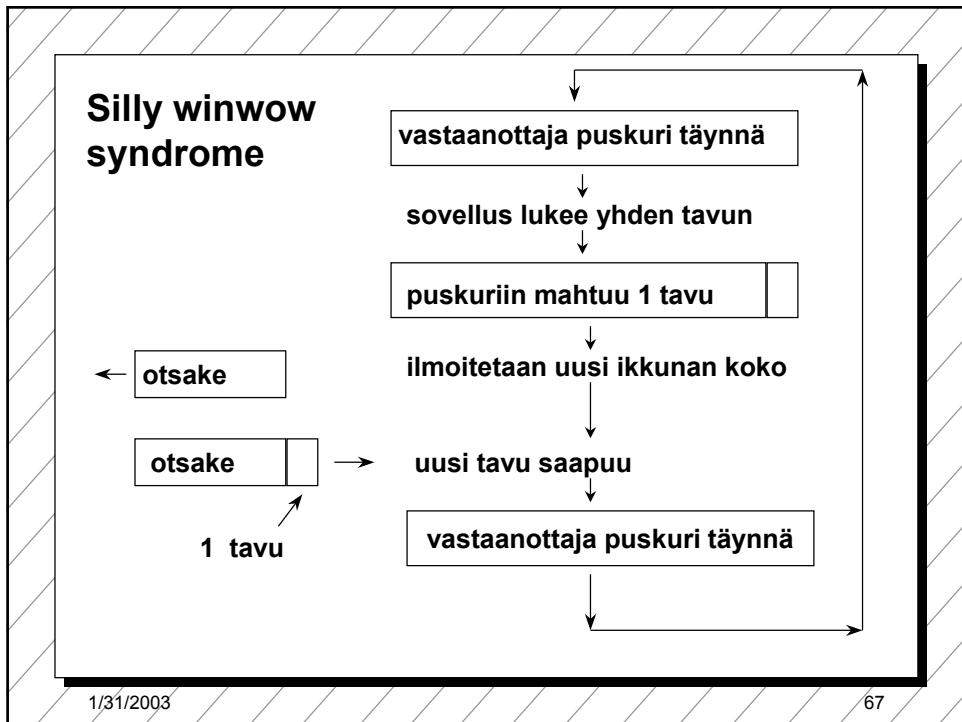 Silly winwow
syndrome
vastaanottaja puskuri täynnä
sovellus lukee yhden tavun
puskuriin mahtuu 1 tavu
ilmoitetaan uusi ikkunan koko
otsake
otsake
uusi tavu saapuu
1 tavu
vastaanottaja puskuri täynnä
1/31/2003
67